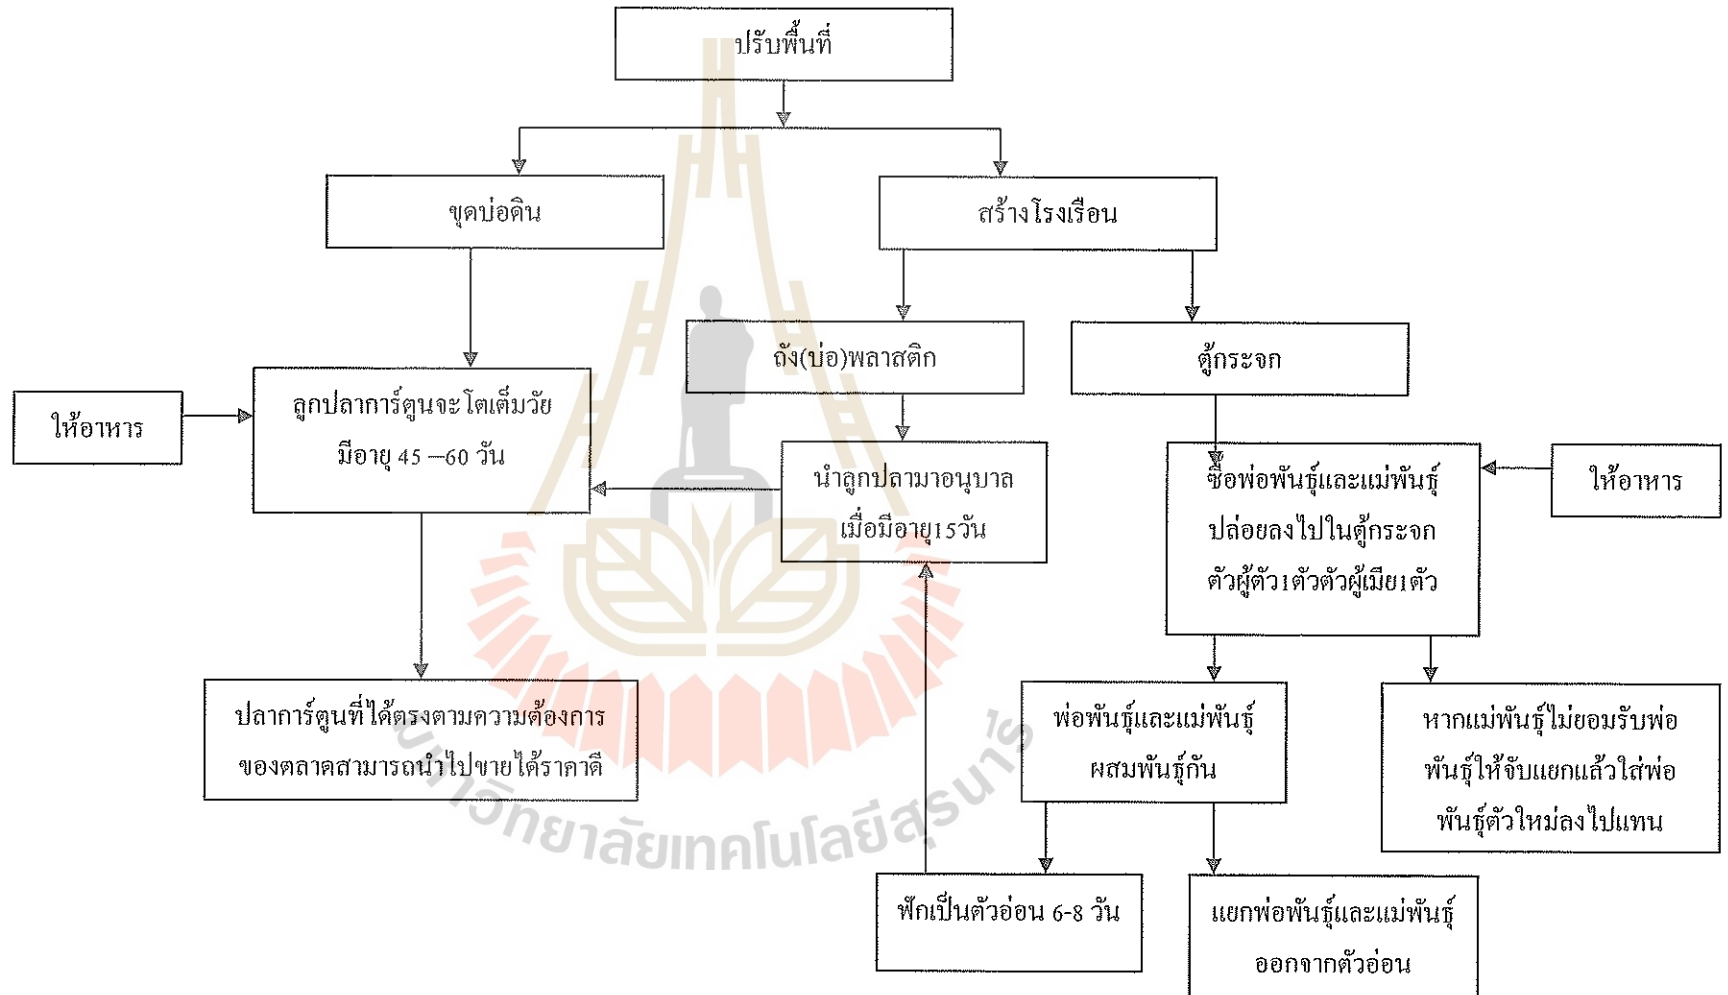 ปรับพื้นที่
ขุดบ่อดิน
สร้างโรงเรือน
ถัง(บ่อ)พลาสติก
ตู้กระจก
ให้อาหาร
ลูกปลาการ์ตูนจะโตเต็มวัย
มีอายุ 45 –60 วัน
นำลูกปลามาอนุบาล
เมื่อมีอายุ15วัน
ซื้อพ่อพันธุ์และแม่พันธุ์
ปล่อยลงไปในตู้กระจก
ตัวผู้ตัว1ตัวตัวผู้เมีย1ตัว
ให้อาหาร
ปลาการ์ตูนที่ได้ตรงตามความต้องการ
ของตลาดสามารถนำไปขายได้ราคาดี
พ่อพันธุ์และแม่พันธุ์
ผสมพันธุ์กัน
หากแม่พันธุ์ไม่ยอมรับพ่อ
พันธุ์ให้จับแยกแล้วใส่พ่อ
พันธุ์ตัวใหม่ลงไปแทน
ฟักเป็นตัวอ่อน 6-8 วัน
แยกพ่อพันธุ์และแม่พันธุ์
ออกจากตัวอ่อน
มหาวิทยาลัยเทคโนโลยีสุรนารี